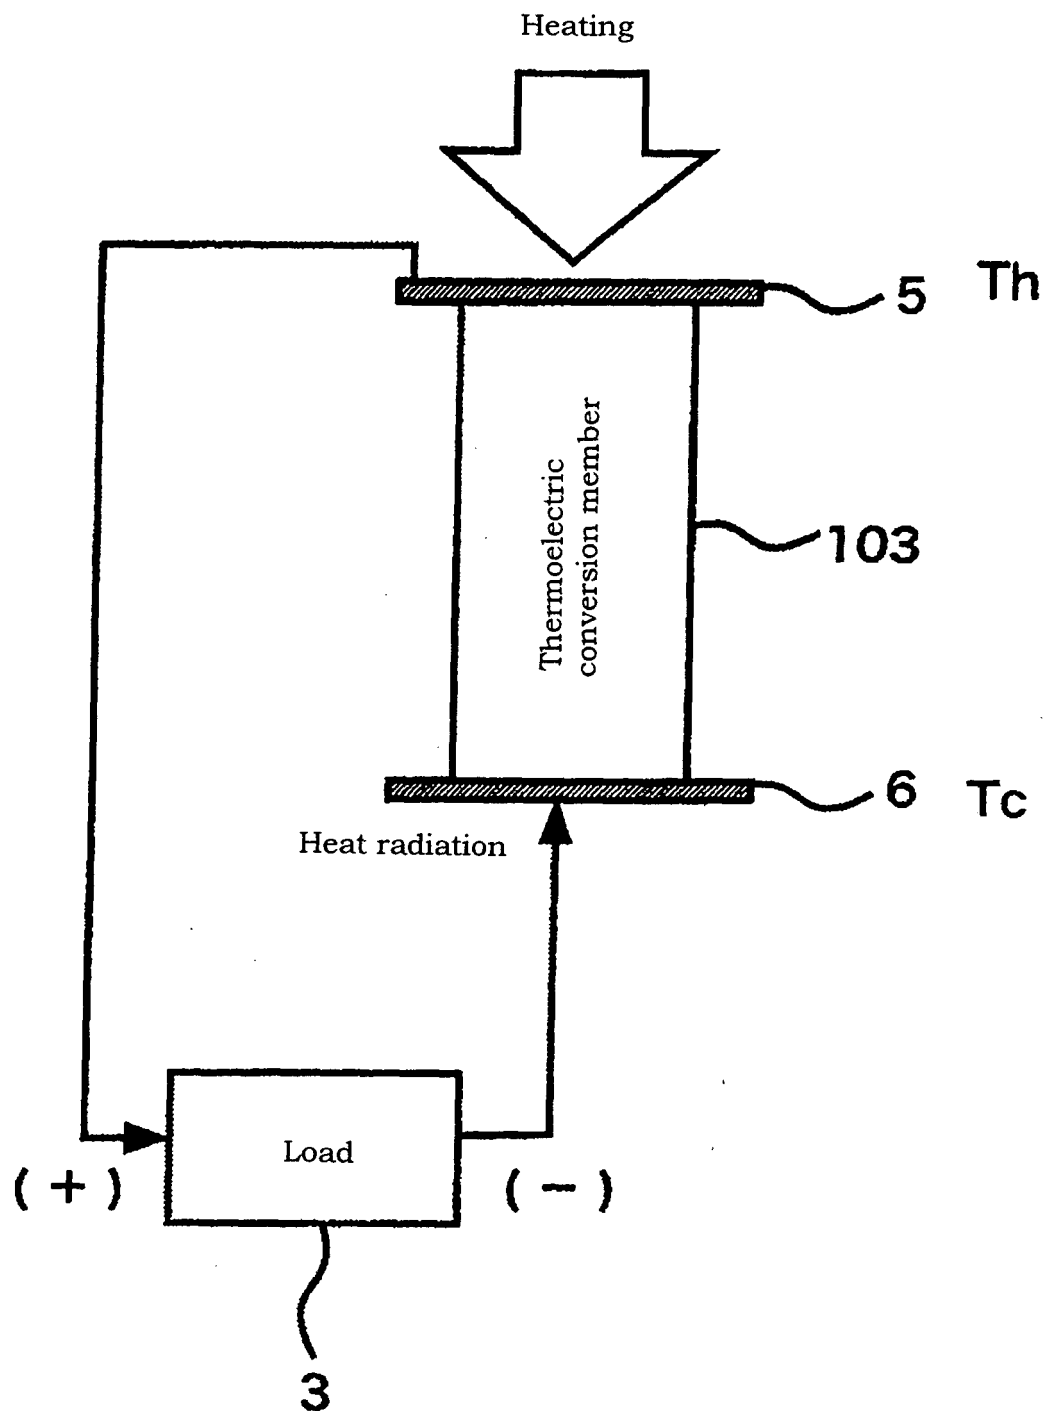 Heating
5
Th
Thermoelectric
conversion member
103
6
Tc
Heat radiation
Load
(+)
(−)
3